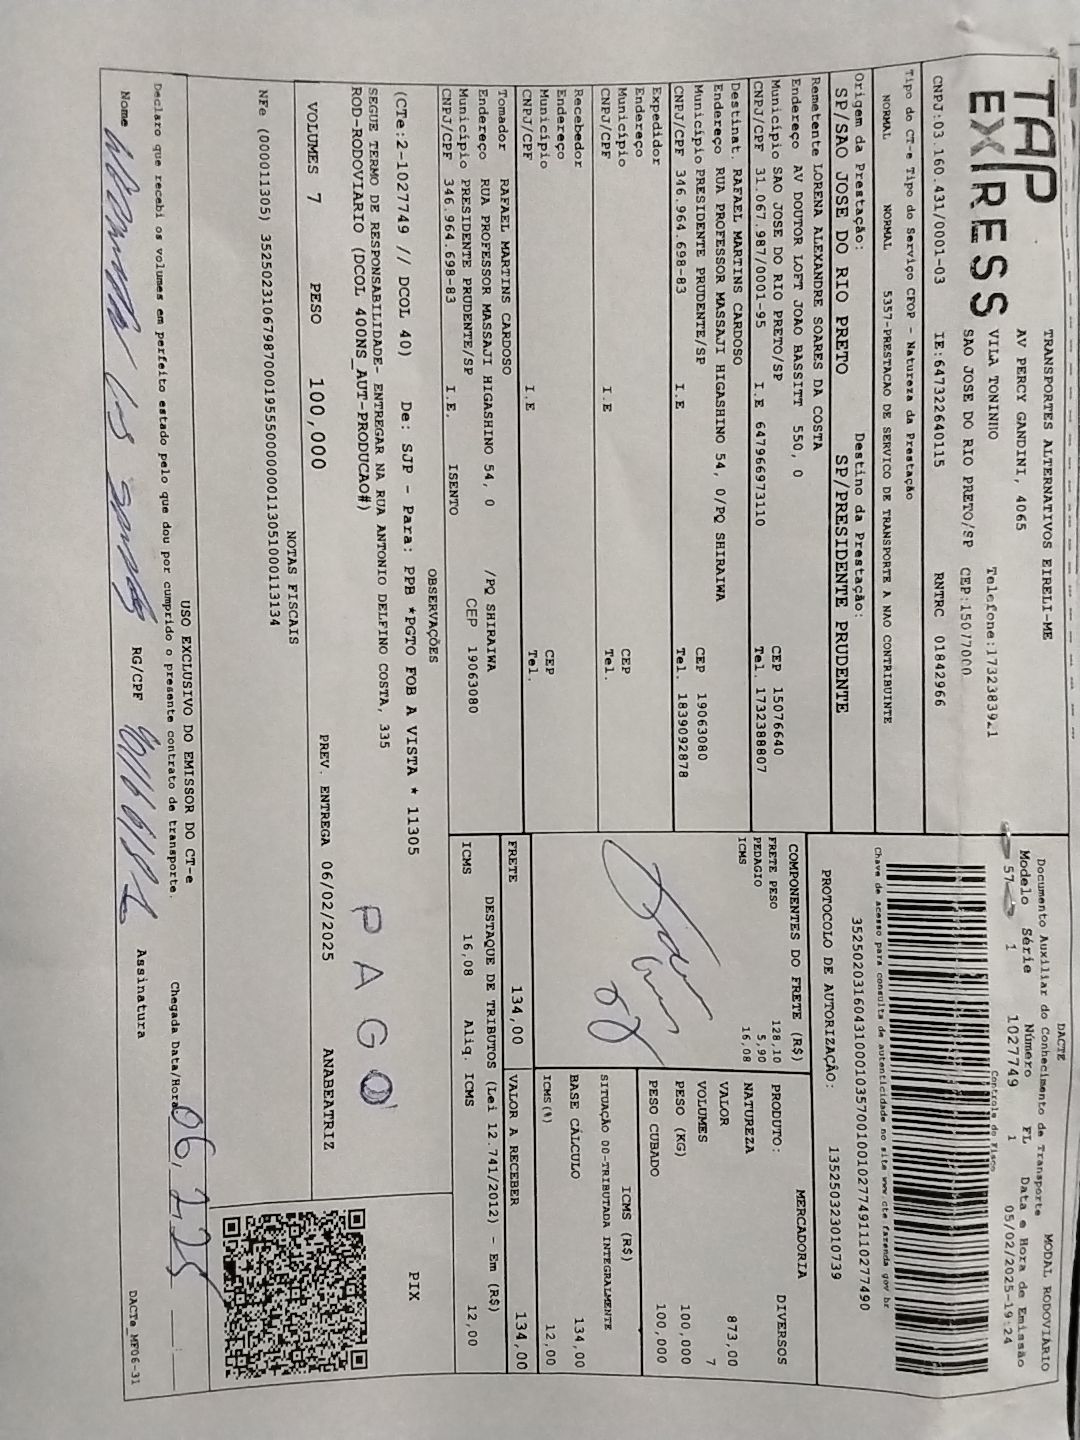 TAP
EXPRESS
TRANSPORTES ALTERNATIVOS EIRELI-ME
AV PERCY GANDINI, 4065
VILA TONINHO Telefone:1732383921
SAO JOSE DO RIO PRETO/SP CEP:15077000
CNPJ:03.160.431/0001-03 IE:647322640115 RNTRC 01842966
Tipo do CT-e Tipo do Serviço CFOP - Natureza da Prestação
NORMAL NORMAL 5357-PRESTACAO DE SERVICO DE TRANSPORTE A NAO CONTRIBUINTE
Origem da Prestação: Destino da Prestação:
SP/SAO JOSE DO RIO PRETO SP/PRESIDENTE PRUDENTE
Remetente LORENA ALEXANDRE SOARES DA COSTA
Endereço AV DOUTOR LOFT JOAO BASSITT 550, 0
Município SAO JOSE DO RIO PRETO/SP CEP 15076640
CNPJ/CPF 31.067.987/0001-95 I.E 647966973110 Tel. 1732388807
Destinat. RAFAEL MARTINS CARDOSO
Endereço RUA PROFESSOR MASSAJI HIGASHINO 54, 0/PQ SHIRAIWA
Município PRESIDENTE PRUDENTE/SP CEP 19063080
CNPJ/CPF 346.964.698-83 I.E Tel. 1839092878
Expedidor
Endereço
Município CEP
CNPJ/CPF I.E Tel.
Recebedor
Endereço
Município CEP
CNPJ/CPF I.E Tel.
Tomador RAFAEL MARTINS CARDOSO
Endereço RUA PROFESSOR MASSAJI HIGASHINO 54, 0 /PQ SHIRAIWA
Município PRESIDENTE PRUDENTE/SP CEP 19063080
CNPJ/CPF 346.964.698-83 I.E. ISENTO
DACTE MODAL RODOVIÁRIO
Documento Auxiliar do Conhecimento de Transporte
Modelo Série Número FL Data e Hora de Emissão
57 1 1027749 1 05/02/2025-19:24
Controle do Fisco
Chave de acesso para consulta de autenticidade no site www.cte.fazenda.gov.br
35250203160431000103570010010277491110277490
PROTOCOLO DE AUTORIZAÇÃO: 135250323010739
COMPONENTES DO FRETE (R$)
FRETE PESO 128,10
PEDAGIO 5,90
ICMS 16,08
MERCADORIA
PRODUTO: DIVERSOS
NATUREZA
VALOR 873,00
VOLUMES 7
PESO (KG) 100,000
PESO CUBADO 100,000
ICMS (R$)
SITUAÇÃO 00-TRIBUTADA INTEGRALMENTE
BASE CÁLCULO 134,00
ICMS(%) 12,00
FRETE 134,00 VALOR A RECEBER 134,00
DESTAQUE DE TRIBUTOS (Lei 12.741/2012) - Em (R$)
ICMS 16,08 Aliq. ICMS 12,00
OBSERVAÇÕES
(CTe:2-1027749 // DCOL 40) De: SJP - Para: PPB *PGTO FOB A VISTA * 11305
SEGUE TERMO DE RESPONSABILIDADE- ENTREGAR NA RUA ANTONIO DELFINO COSTA, 335
ROD-RODOVIARIO (DCOL 400NS_AUT-PRODUCAO#)
PAGO
PIX
VOLUMES 7 PESO 100,000 PREV. ENTREGA 06/02/2025 ANABEATRIZ
NOTAS FISCAIS
NFe (000011305) 35250231067987000195550000000113051000113134
USO EXCLUSIVO DO EMISSOR DO CT-e
Declaro que recebi os volumes em perfeito estado pelo que dou por cumprido o presente contrato de transporte. Chegada Data/Hora 06, 2 25
Nome RG/CPF Assinatura
DACTe_MF06-31